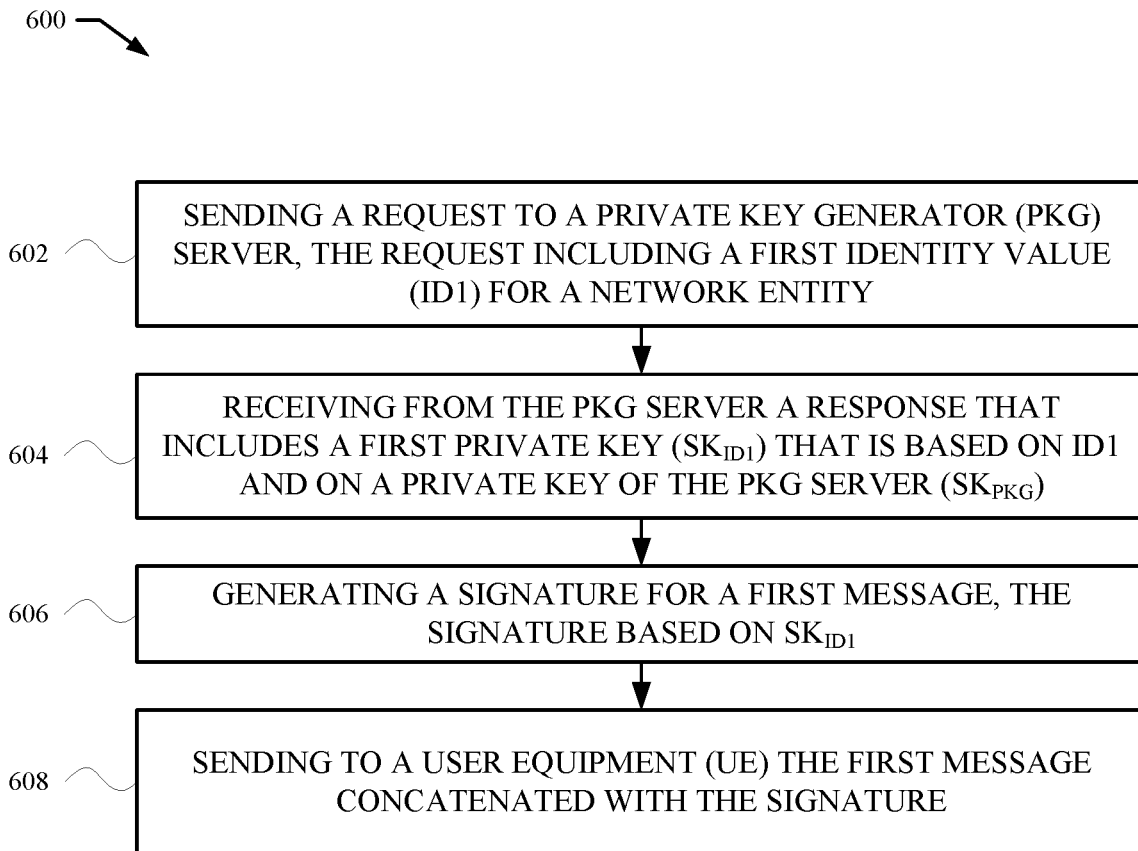 600
602
SENDING A REQUEST TO A PRIVATE KEY GENERATOR (PKG)
SERVER, THE REQUEST INCLUDING A FIRST IDENTITY VALUE
(ID1) FOR A NETWORK ENTITY
604
RECEIVING FROM THE PKG SERVER A RESPONSE THAT
INCLUDES A FIRST PRIVATE KEY (SK_ID1) THAT IS BASED ON ID1
AND ON A PRIVATE KEY OF THE PKG SERVER (SK_PKG)
606
GENERATING A SIGNATURE FOR A FIRST MESSAGE, THE
SIGNATURE BASED ON SK_ID1
608
SENDING TO A USER EQUIPMENT (UE) THE FIRST MESSAGE
CONCATENATED WITH THE SIGNATURE